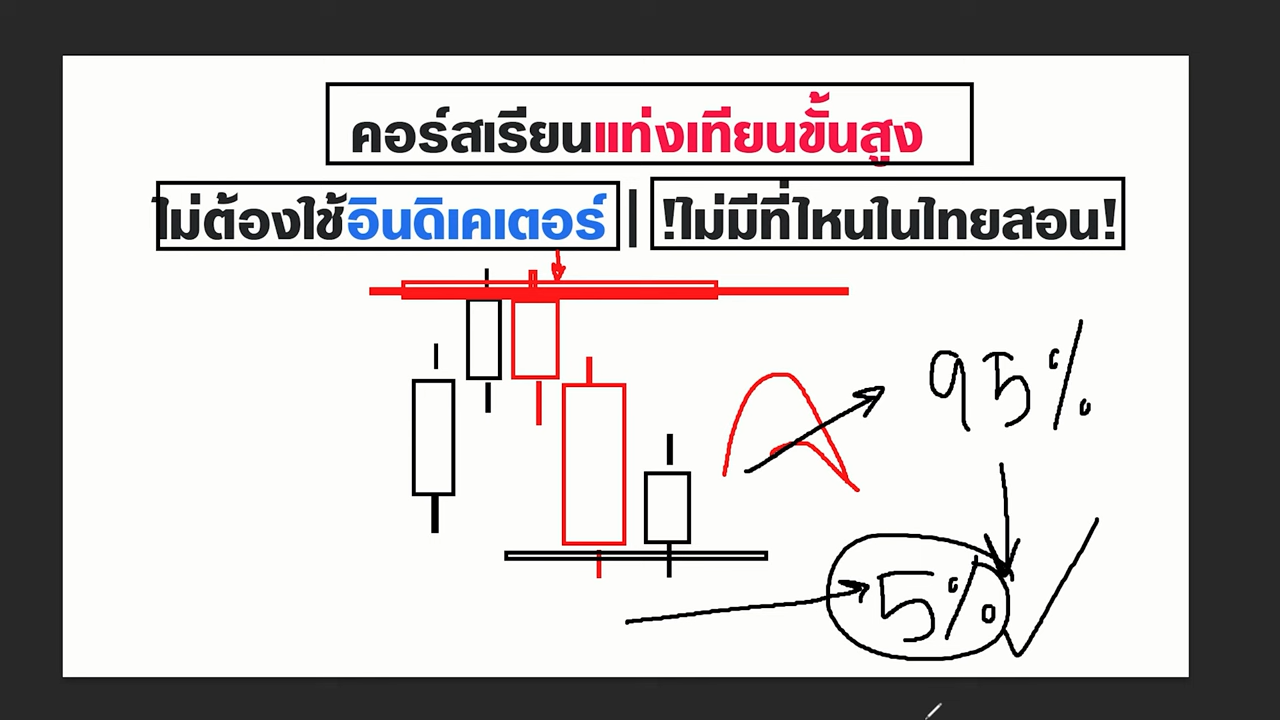 คอร์สเรียนแท่งเทียนขั้นสูง
ไม่ต้องใช้อินดิเคเตอร์ | !ไม่มีที่ไหนในไทยสอน!
95%
5%